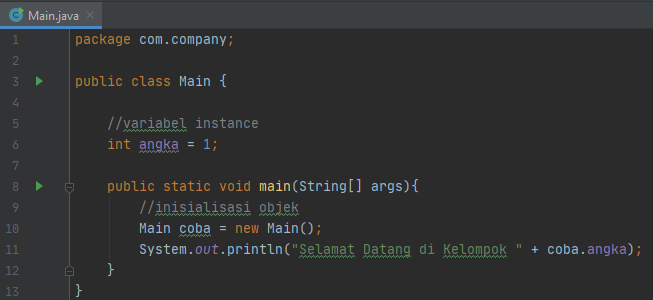 Main.java
1 package com.company;
2
3 public class Main {
4
5 //variabel instance
6 int angka = 1;
7
8 public static void main(String[] args){
9 //inisialisasi objek
10 Main coba = new Main();
11 System.out.println("Selamat Datang di Kelompok " + coba.angka);
12 }
13 }